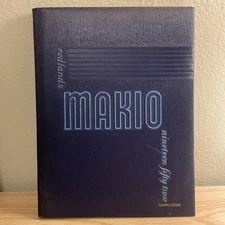 redlands
MAKIO
nineteen fifty two